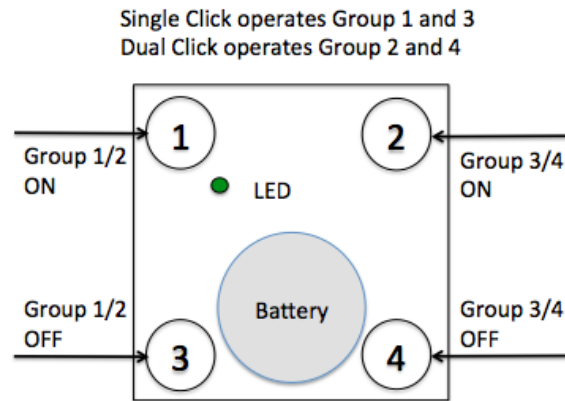 Single Click operates Group 1 and 3
Dual Click operates Group 2 and 4
1
2
Group 1/2
ON
Group 3/4
ON
LED
Battery
Group 1/2
OFF
Group 3/4
OFF
3
4